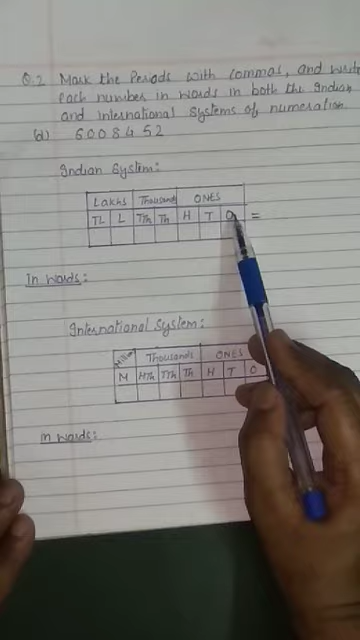 Q.2 Mark the Periods with commas, and write
each number in words in both the Indian
and International Systems of numeration.
(d) 6008452
Indian System:
Lakhs Thousand ONES
TL L TTh Th H T O =
In Words:
International System:
Million Thousands ONES
M HTh TTh Th H T O
In Words: